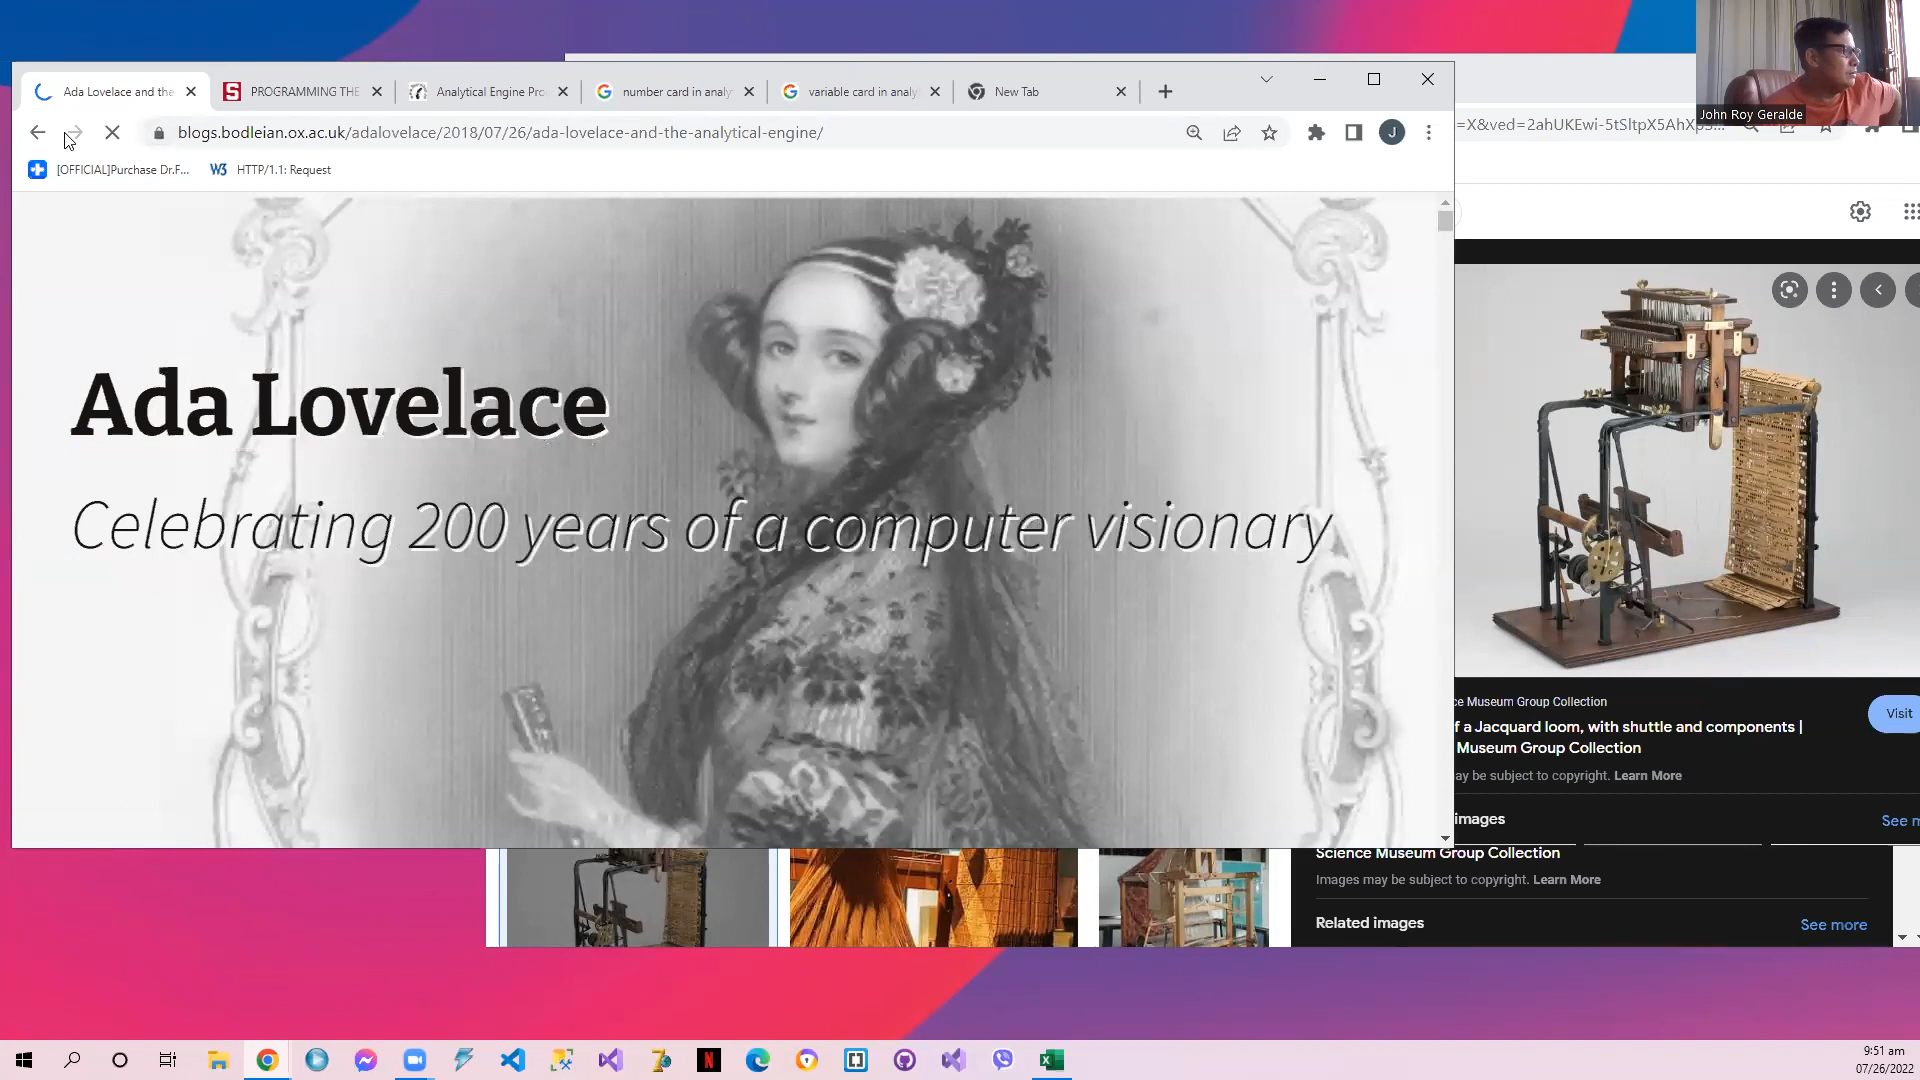 Ada Lovelace and the
PROGRAMMING THE
Analytical Engine Pro
number card in analy
variable card in analy
New Tab
blogs.bodleian.ox.ac.uk/adalovelace/2018/07/26/ada-lovelace-and-the-analytical-engine/
J
[OFFICIAL]Purchase Dr.F...
W3 HTTP/1.1: Request
Ada Lovelace
Celebrating 200 years of a computer visionary
John Roy Geralde
Museum Group Collection
Visit
f a Jacquard loom, with shuttle and components |
Museum Group Collection
ay be subject to copyright. Learn More
images
See m
Science Museum Group Collection
Images may be subject to copyright. Learn More
Related images
See more
9:51 am
07/26/2022